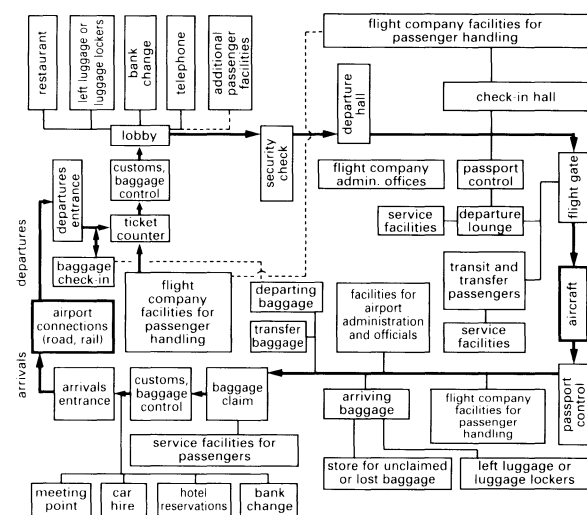 restaurant
left luggage or
luggage lockers
bank
change
telephone
additional
passenger
facilities
flight company facilities for
passenger handling
check-in hall
lobby
security
check
departure
hall
customs,
baggage
control
flight company
admin. offices
passport
control
flight gate
departures
entrance
ticket
counter
service
facilities
departure
lounge
departures
baggage
check-in
flight
company
facilities for
passenger
handling
departing
baggage
transfer
baggage
facilities for
airport
administration
and officials
transit and
transfer
passengers
service
facilities
aircraft
airport
connections
(road, rail)
arrivals
arrivals
entrance
customs,
baggage
control
baggage
claim
arriving
baggage
flight company
facilities for
passenger
handling
passport
control
service facilities for
passengers
store for unclaimed
or lost baggage
left luggage or
luggage lockers
meeting
point
car
hire
hotel
reservations
bank
change